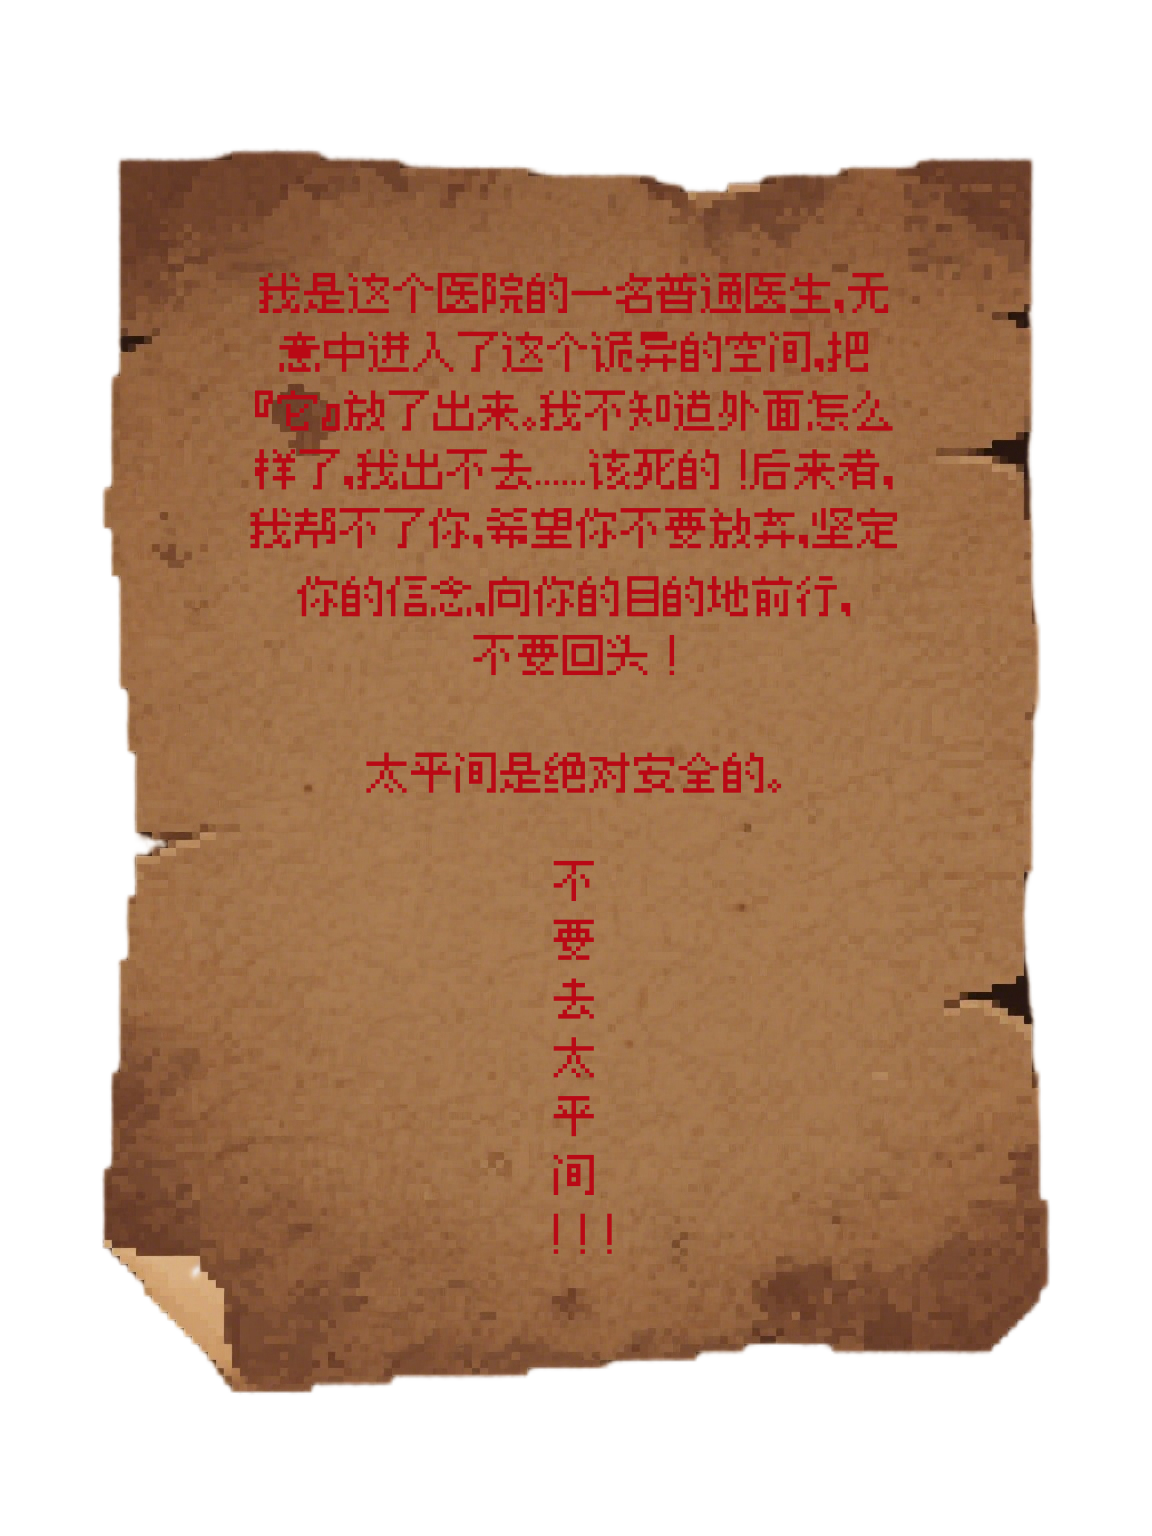 我是这个医院的一名普通医生,无
意中进入了这个诡异的空间,把
『它』放了出来。我不知道外面怎么
样了,我出不去……该死的！后来者,
我帮不了你,希望你不要放弃,坚定
你的信念,向你的目的地前行,
不要回头！
太平间是绝对安全的。
不
要
去
太
平
间
!!!